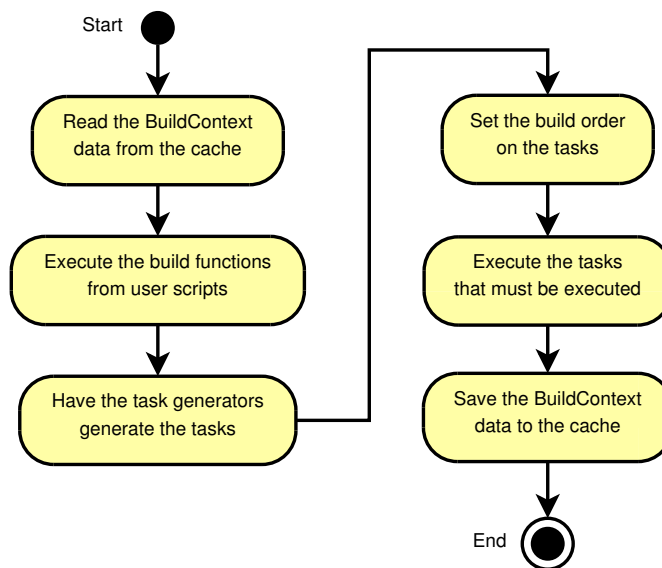 Start
Read the BuildContext
data from the cache
Execute the build functions
from user scripts
Have the task generators
generate the tasks
Set the build order
on the tasks
Execute the tasks
that must be executed
Save the BuildContext
data to the cache
End